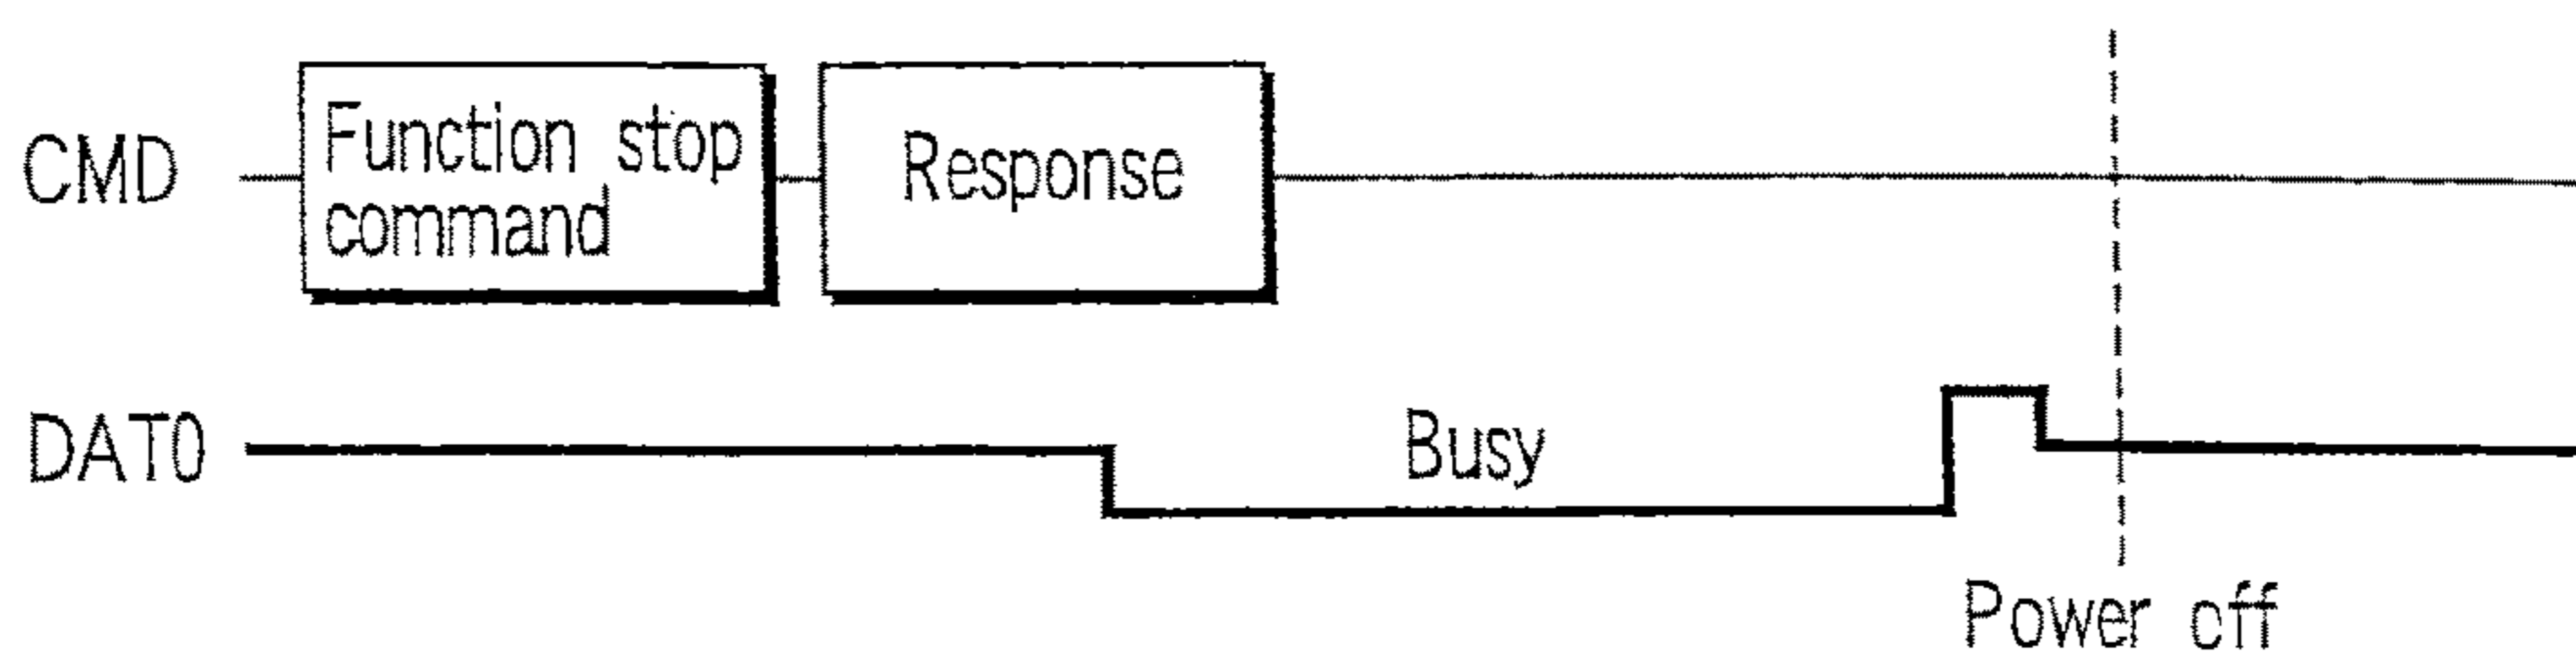 CMD
Function stop
command
Response
DAT0
Busy
Power off